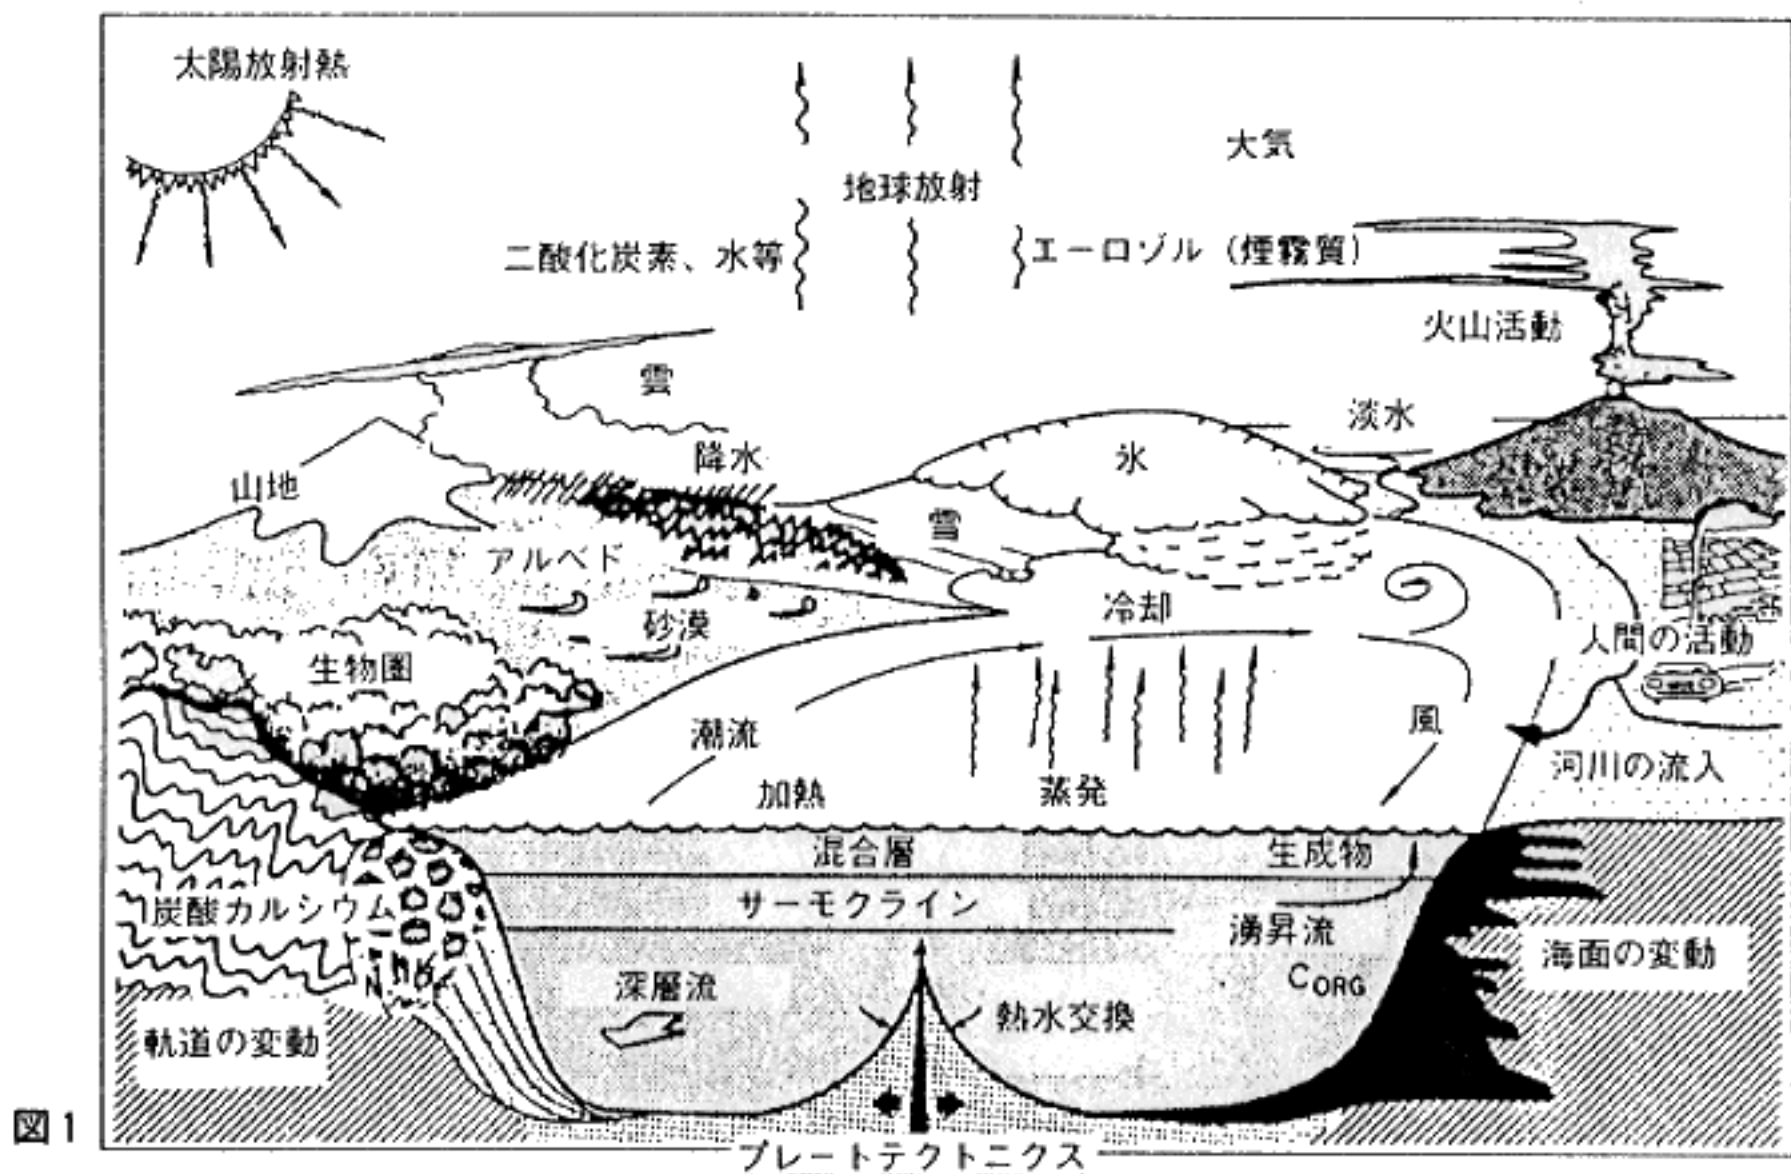 太陽放射熱
大気
地球放射
二酸化炭素、水等
エーロゾル(煙霧質)
火山活動
雲
淡水
降水
氷
山地
雪
アルベド
冷却
砂漠
人間の活動
生物圏
潮流
風
河川の流入
加熱
蒸発
混合層
生成物
炭酸カルシウム
サーモクライン
湧昇流
海面の変動
深層流
CORG
熱水交換
軌道の変動
図1
プレートテクトニクス